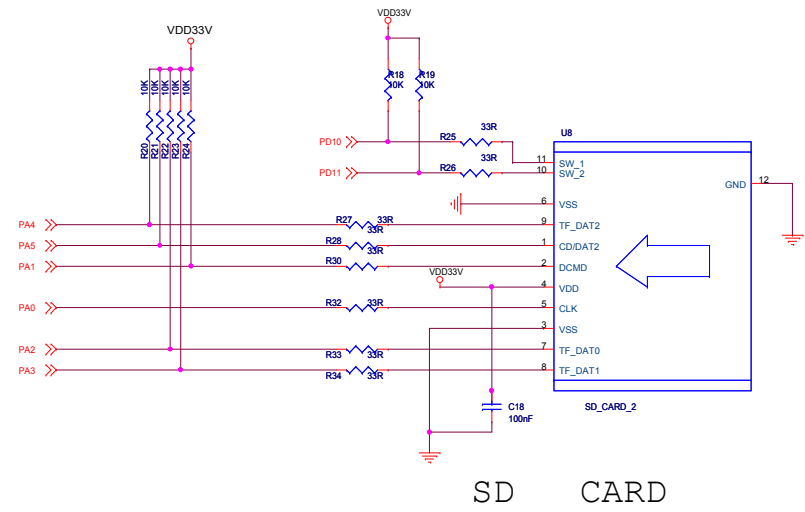 VDD33V
VDD33V
10K 10K 10K 10K 10K
R20 R21 R22 R23 R24
R18 R19
10K 10K
PD10 R25 33R
PD11 R26 33R
U8
11 SW_1
10 SW_2
GND 12
6 VSS
PA4 R27 33R 9 TF_DAT2
PA5 R28 33R 1 CD/DAT2
PA1 R30 2 DCMD
VDD33V
4 VDD
PA0 R32 33R 5 CLK
3 VSS
PA2 R33 33R 7 TF_DAT0
PA3 R34 33R 8 TF_DAT1
C18
100nF
SD_CARD_2
SD CARD